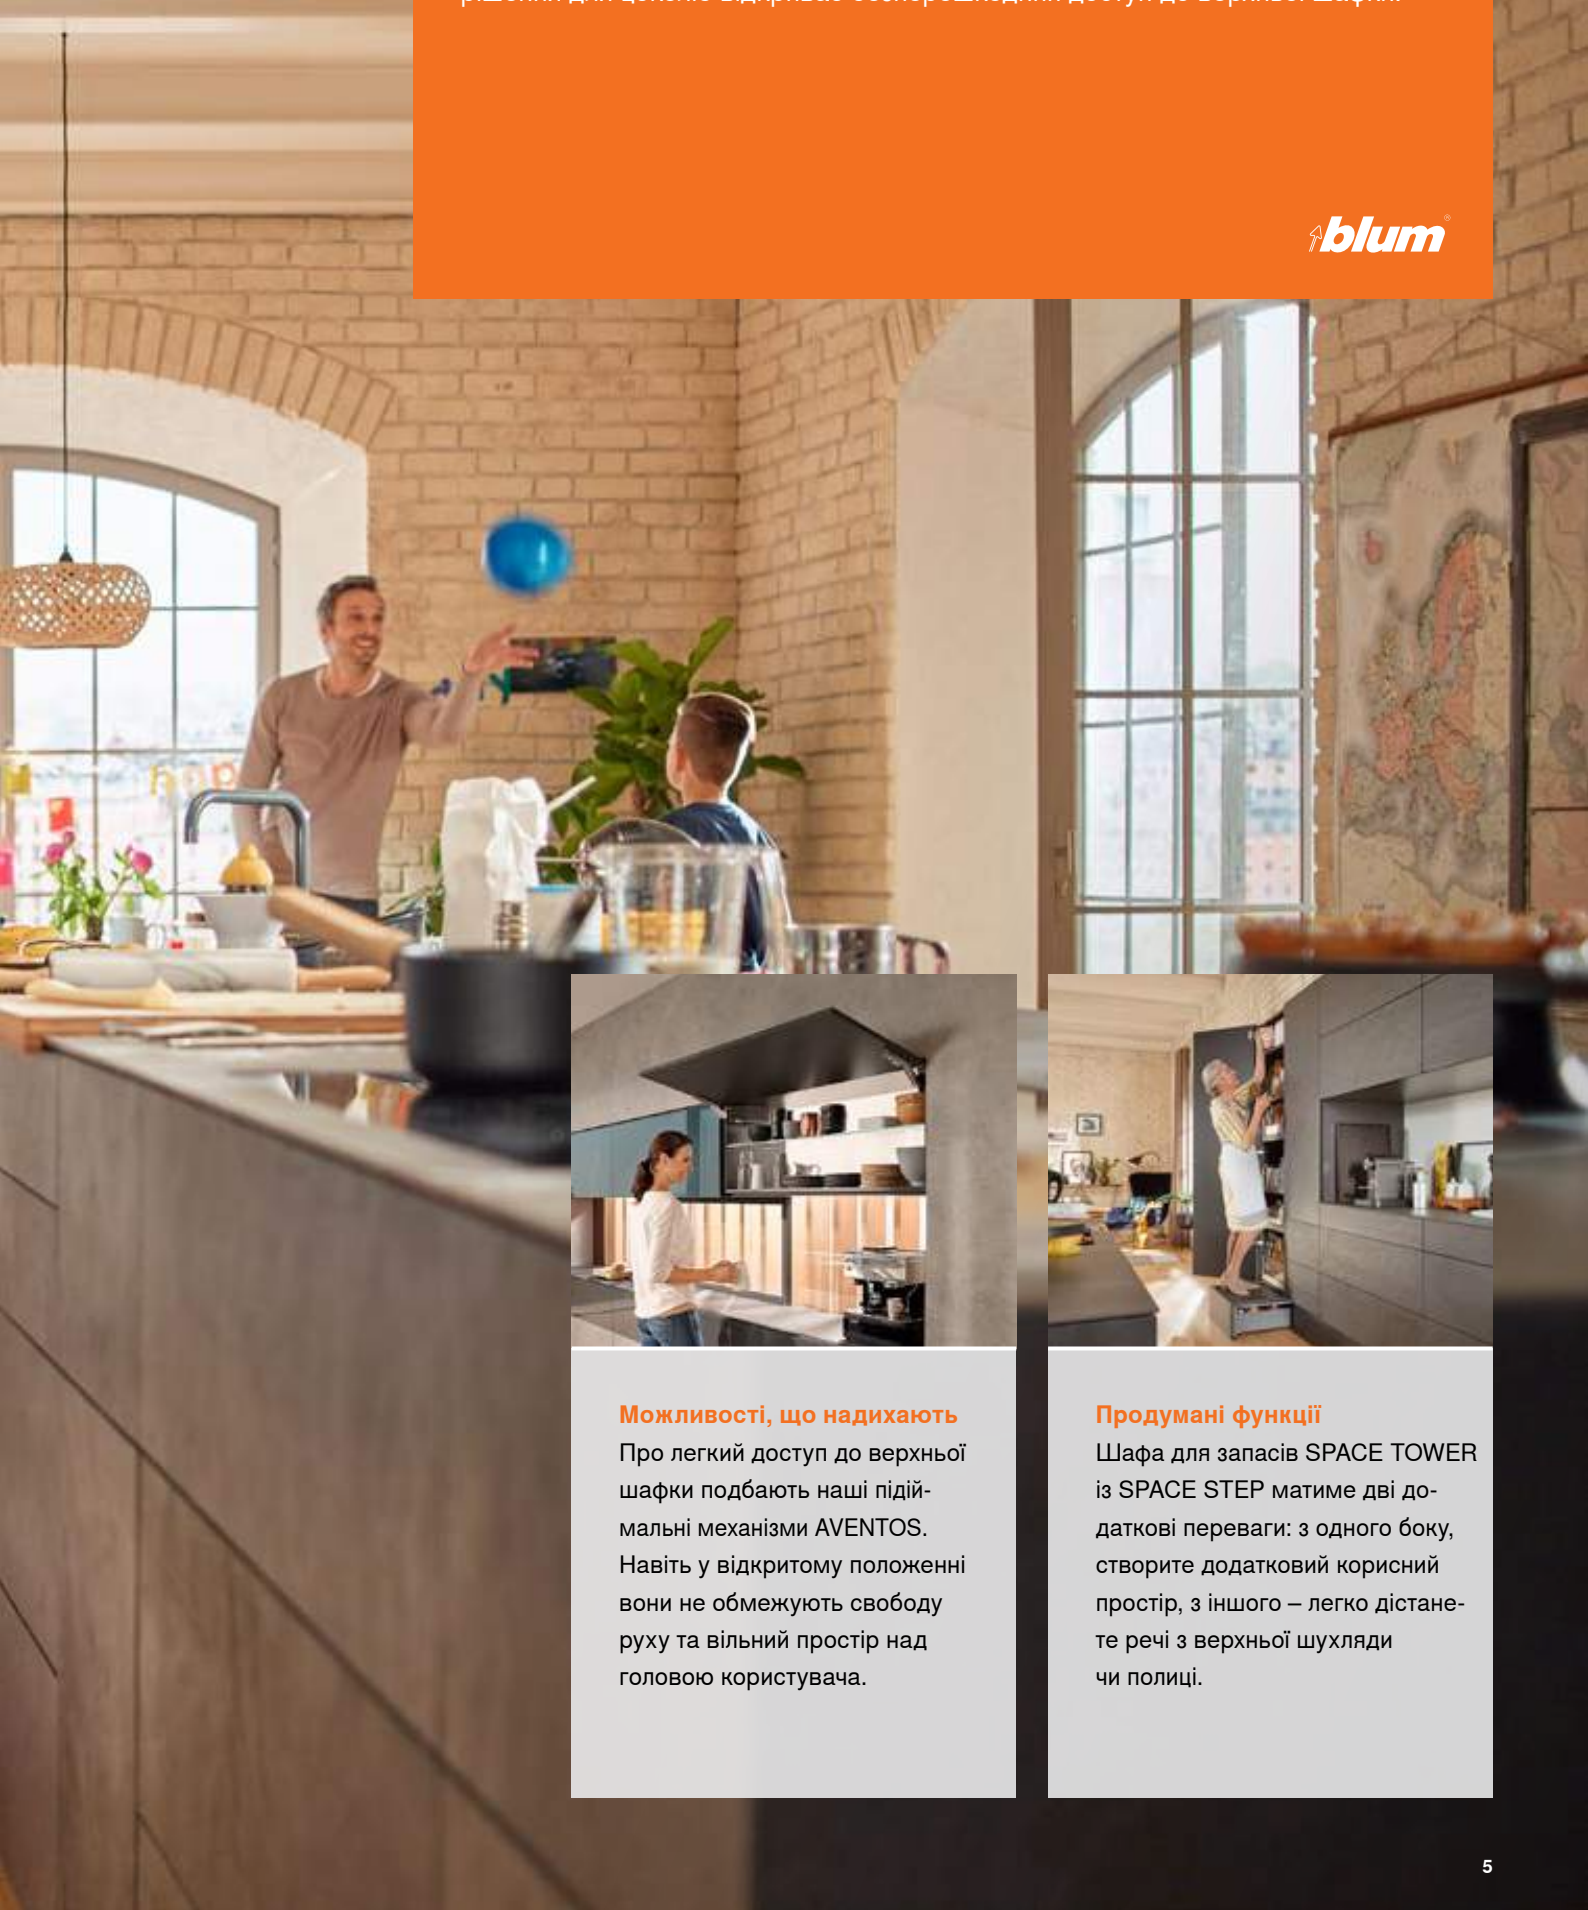 blum®
Можливості, що надихають
Про легкий доступ до верхньої
шафки подбають наші підій-
мальні механізми AVENTOS.
Навіть у відкритому положенні
вони не обмежують свободу
руху та вільний простір над
головою користувача.
Продумані функції
Шафа для запасів SPACE TOWER
із SPACE STEP матиме дві до-
даткові переваги: з одного боку,
створите додатковий корисний
простір, з іншого – легко дістане-
те речі з верхньої шухляди
чи полиці.
5